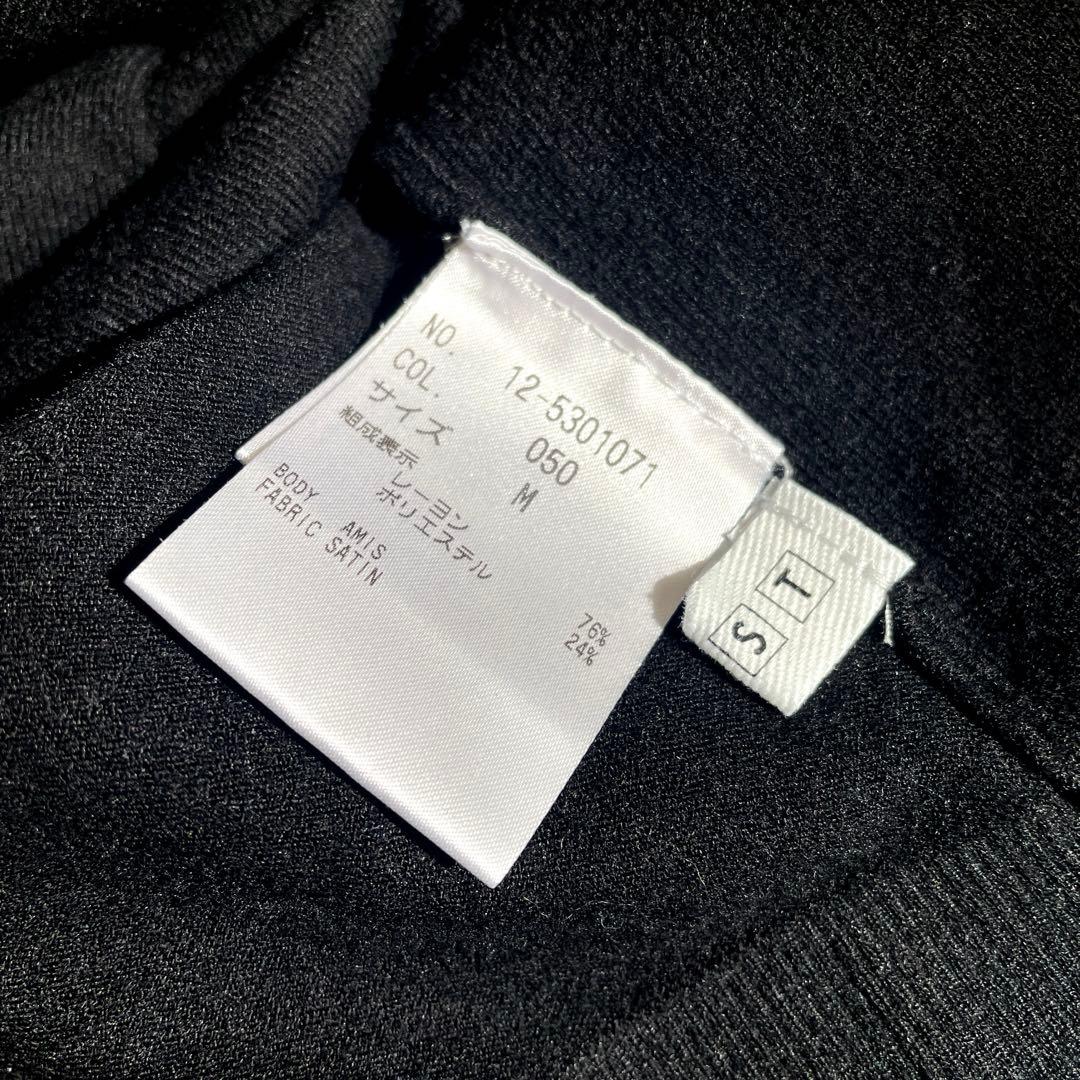 NO. 12-5301071
COL. 050
サイズ M
組成表示
レーヨン 76%
ポリエステル 24%
BODY AMIS
FABRIC SATIN
T
S